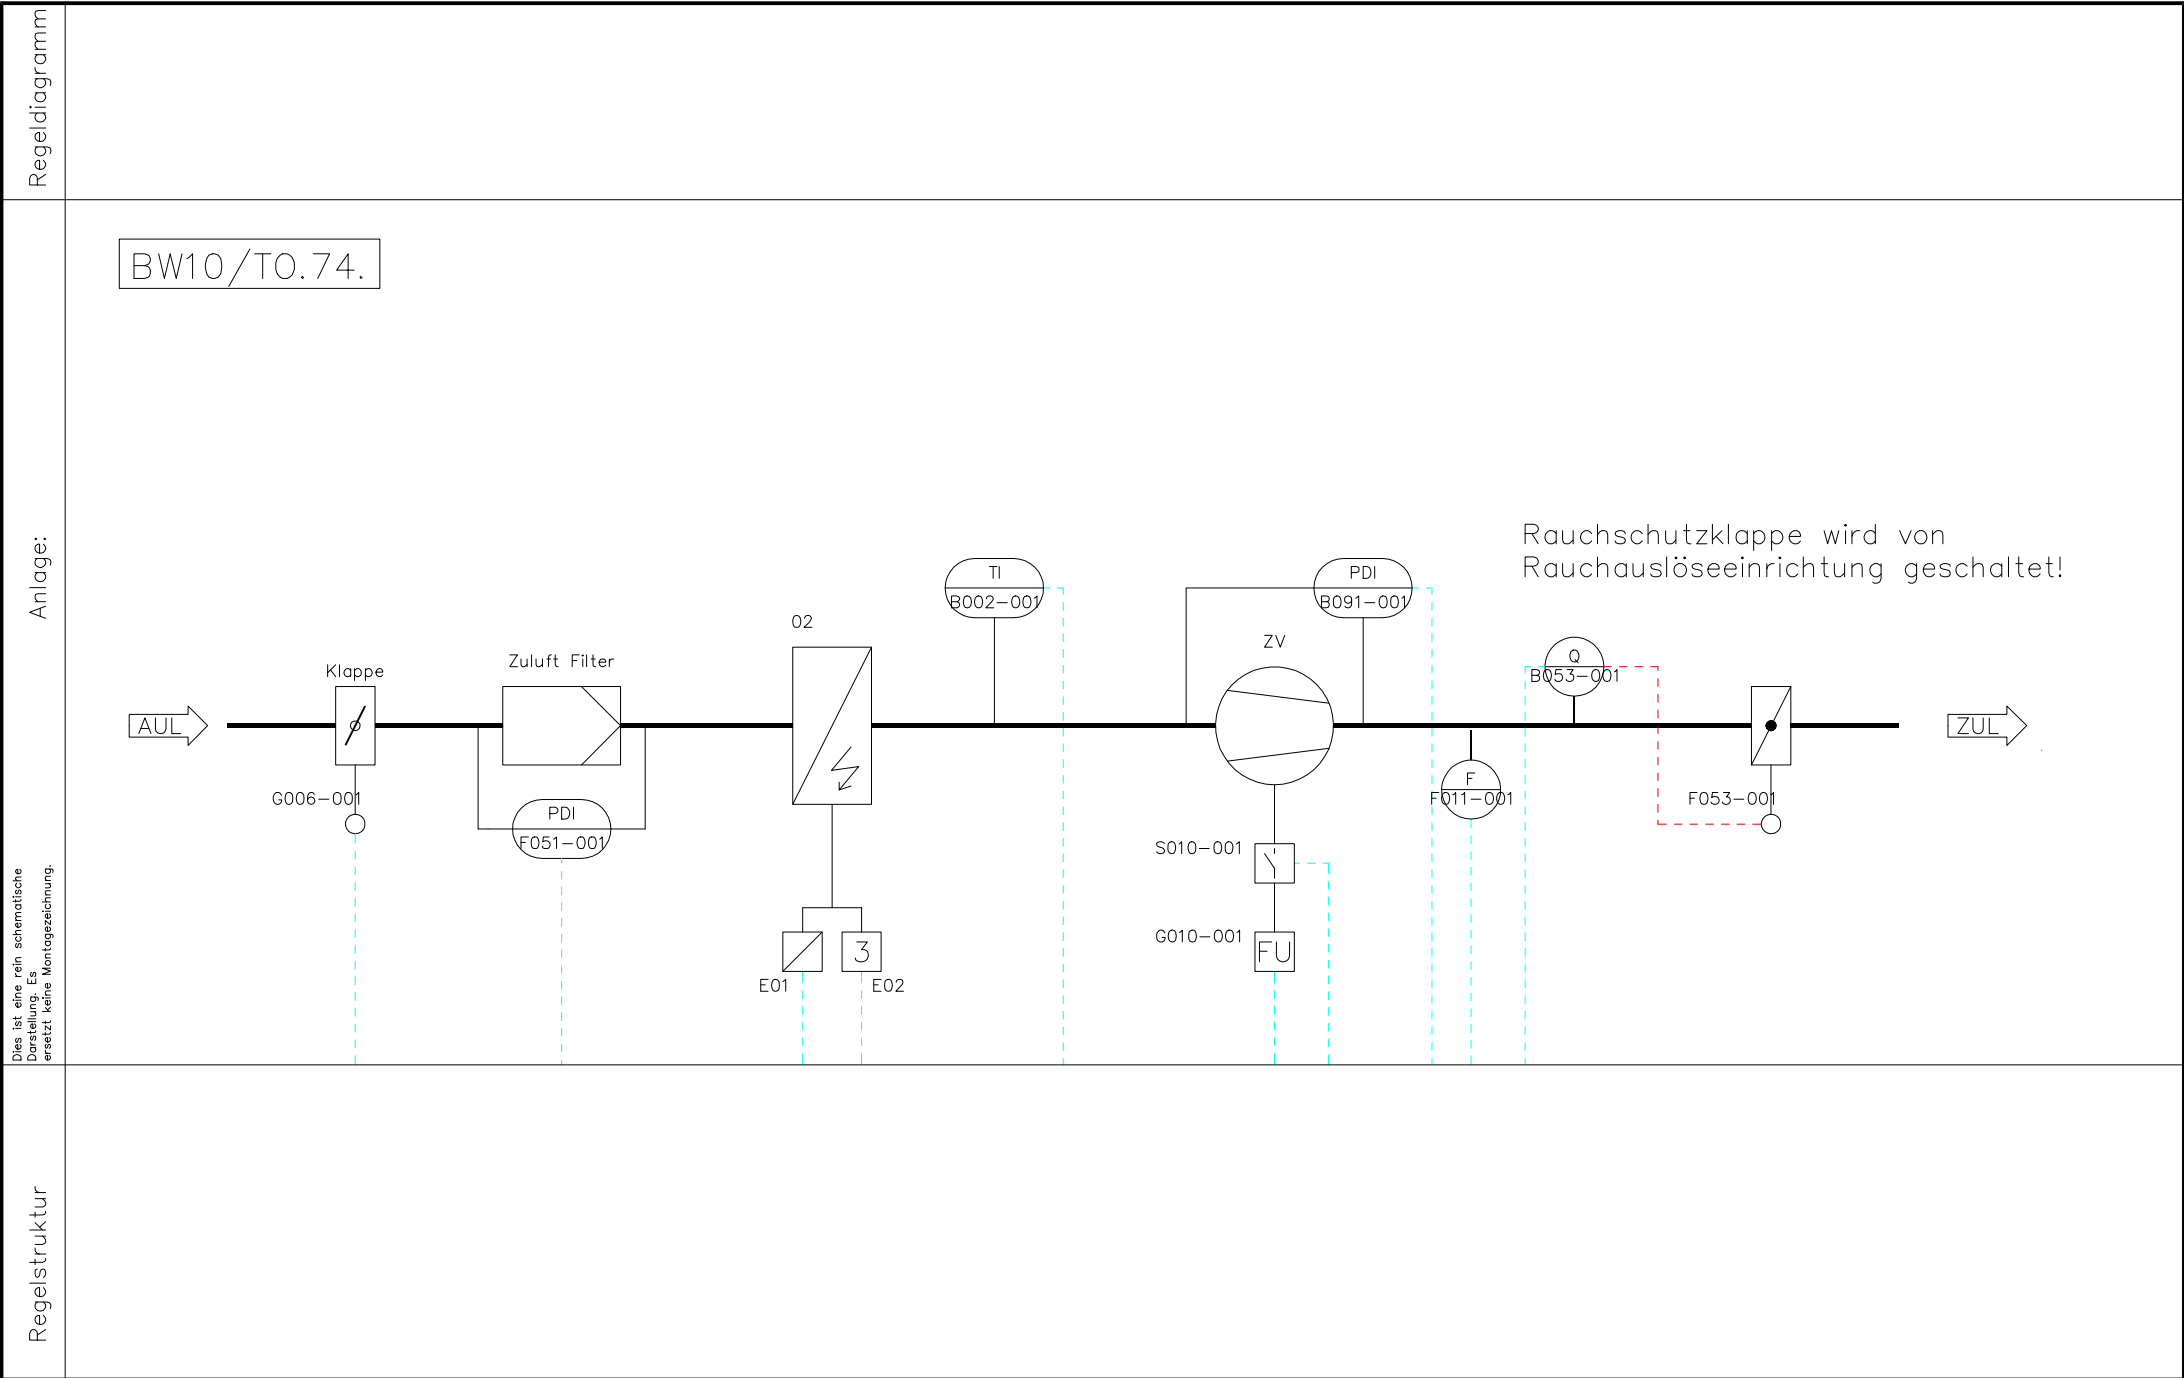 Regeldiagramm
BW10/TO.74.
Anlage:
Rauchschutzklappe wird von
Rauchauslöseeinrichtung geschaltet!
TI
B002-001
PDI
B091-001
02
ZV
Klappe
Zuluft Filter
Q
B053-001
AUL
ZUL
G006-001
PDI
F051-001
F
F011-001
F053-001
S010-001
G010-001
FU
3
E01
E02
Dies ist eine rein schematische
Darstellung. Es
ersetzt keine Montagezeichnung.
Regelstruktur